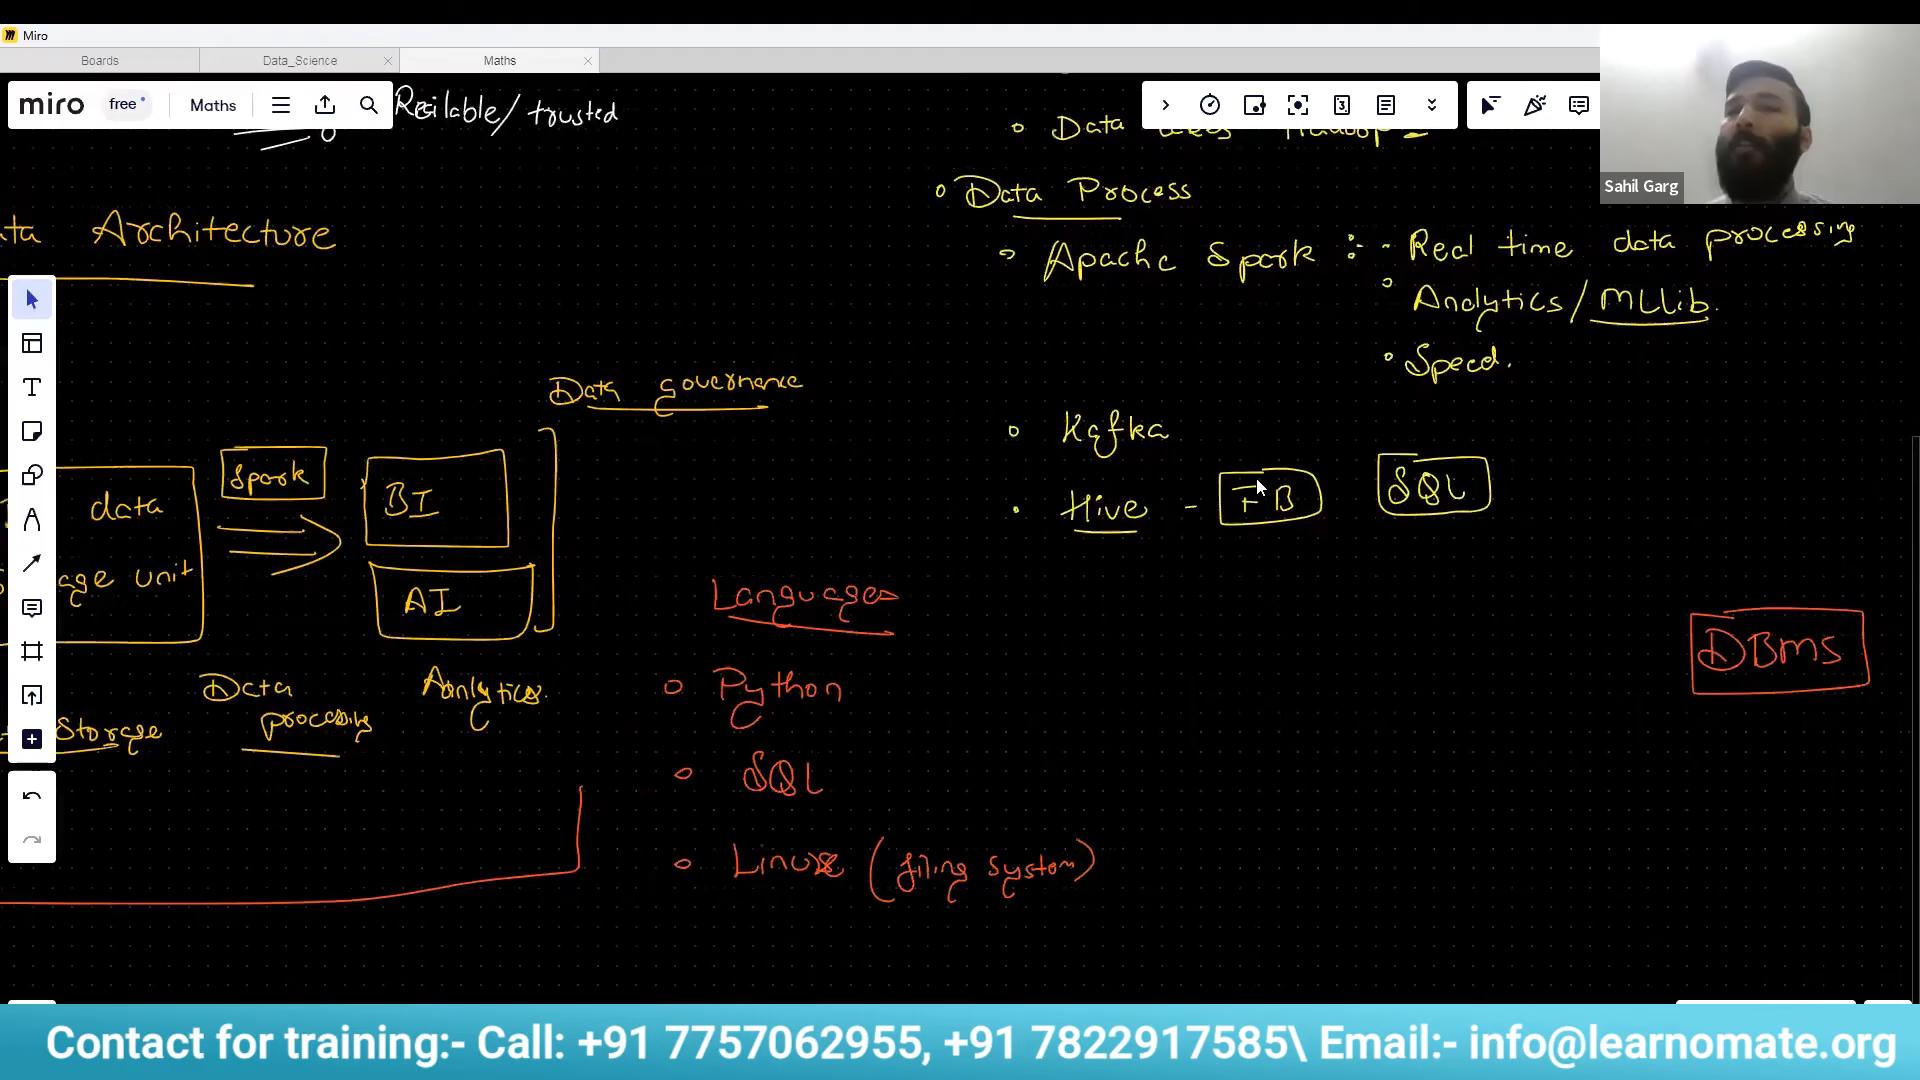 Miro
Boards
Data_Science
Maths
miro
free
Maths
Reilable/ trusted
Data
Data Process
Apache Spark :- Real time data processing
Analytics / MLlib.
Speed.
Kafka
Hive - FB SQL
Sahil Garg
ta Architecture
Data governance
data
age unit
Spark
BI
AI
Storage
Data processing
Languages
Python
SQL
Linux (filing system)
DBms
Contact for training:- Call: +91 7757062955, +91 7822917585\ Email:- info@learnomate.org